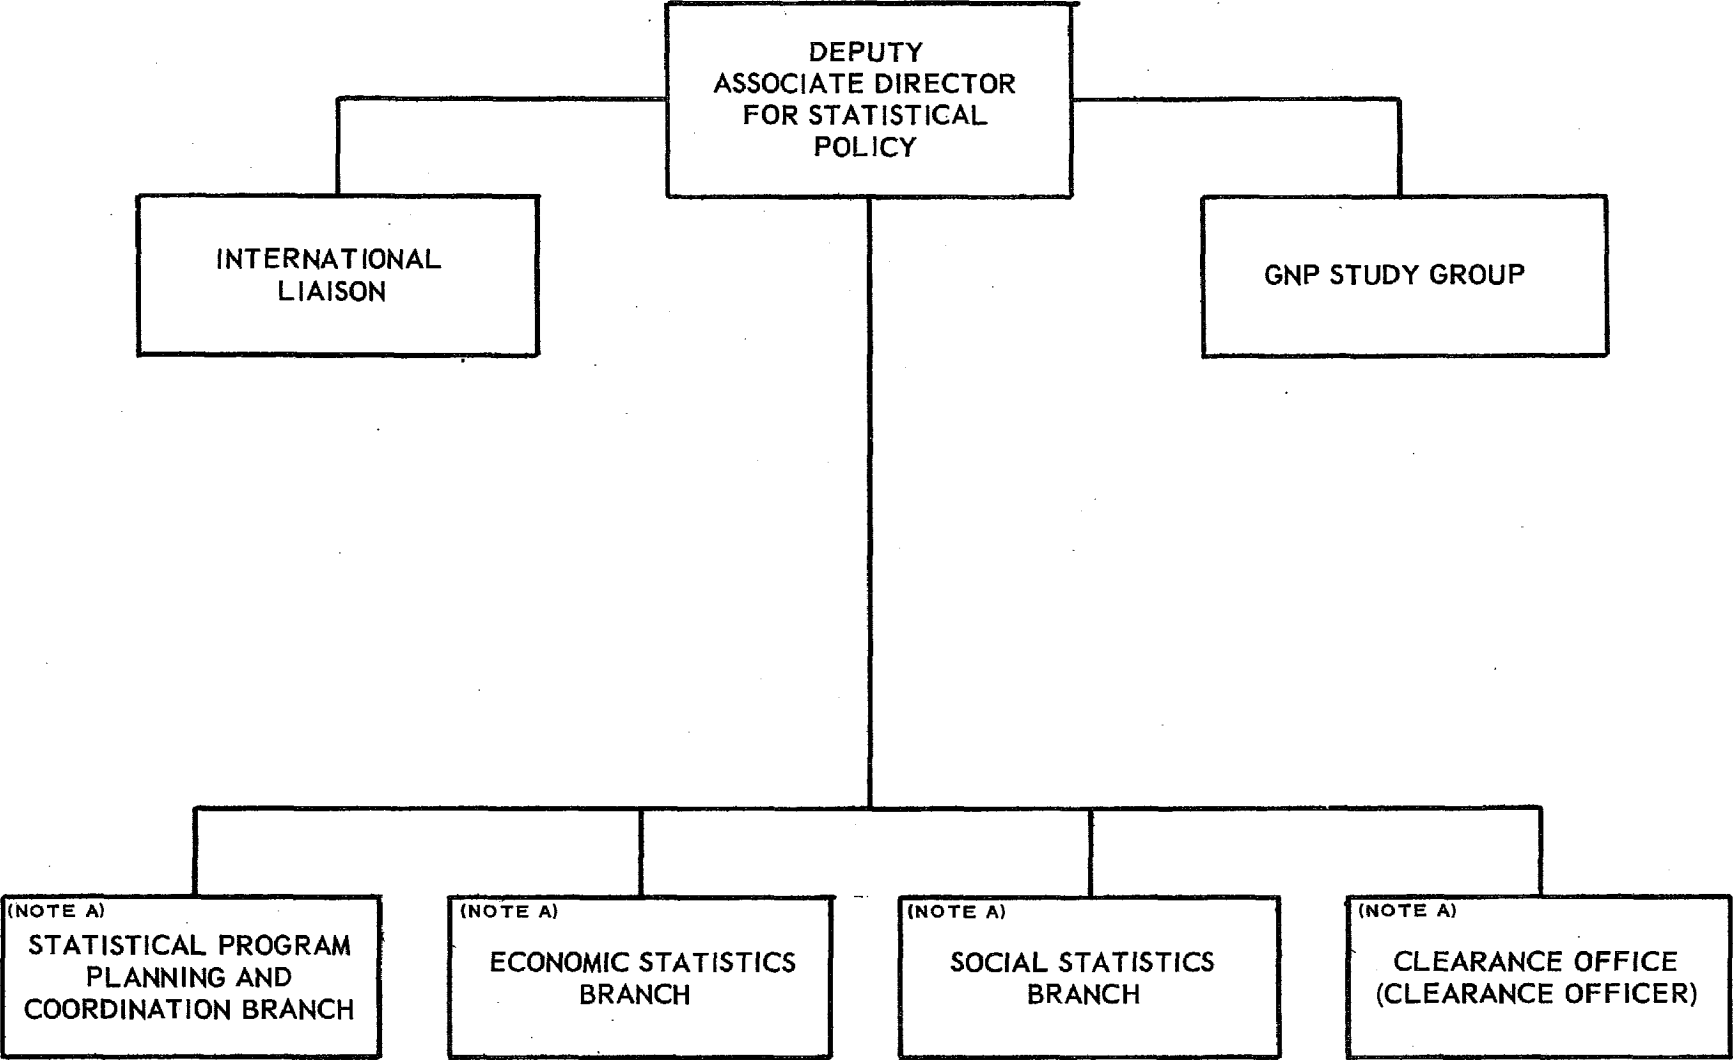 DEPUTY
ASSOCIATE DIRECTOR
FOR STATISTICAL
POLICY
INTERNATIONAL
LIAISON
GNP STUDY GROUP
(NOTE A)
STATISTICAL PROGRAM
PLANNING AND
COORDINATION BRANCH
(NOTE A)
ECONOMIC STATISTICS
BRANCH
(NOTE A)
SOCIAL STATISTICS
BRANCH
(NOTE A)
CLEARANCE OFFICE
(CLEARANCE OFFICER)